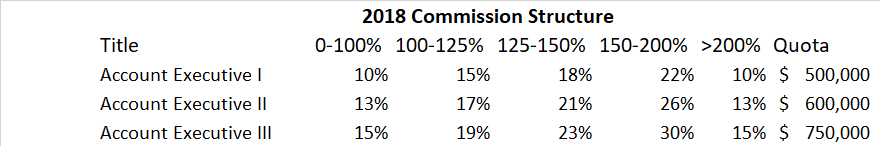 2018 Commission Structure
Title 0-100% 100-125% 125-150% 150-200% >200% Quota
Account Executive I 10% 15% 18% 22% 10% $ 500,000
Account Executive II 13% 17% 21% 26% 13% $ 600,000
Account Executive III 15% 19% 23% 30% 15% $ 750,000